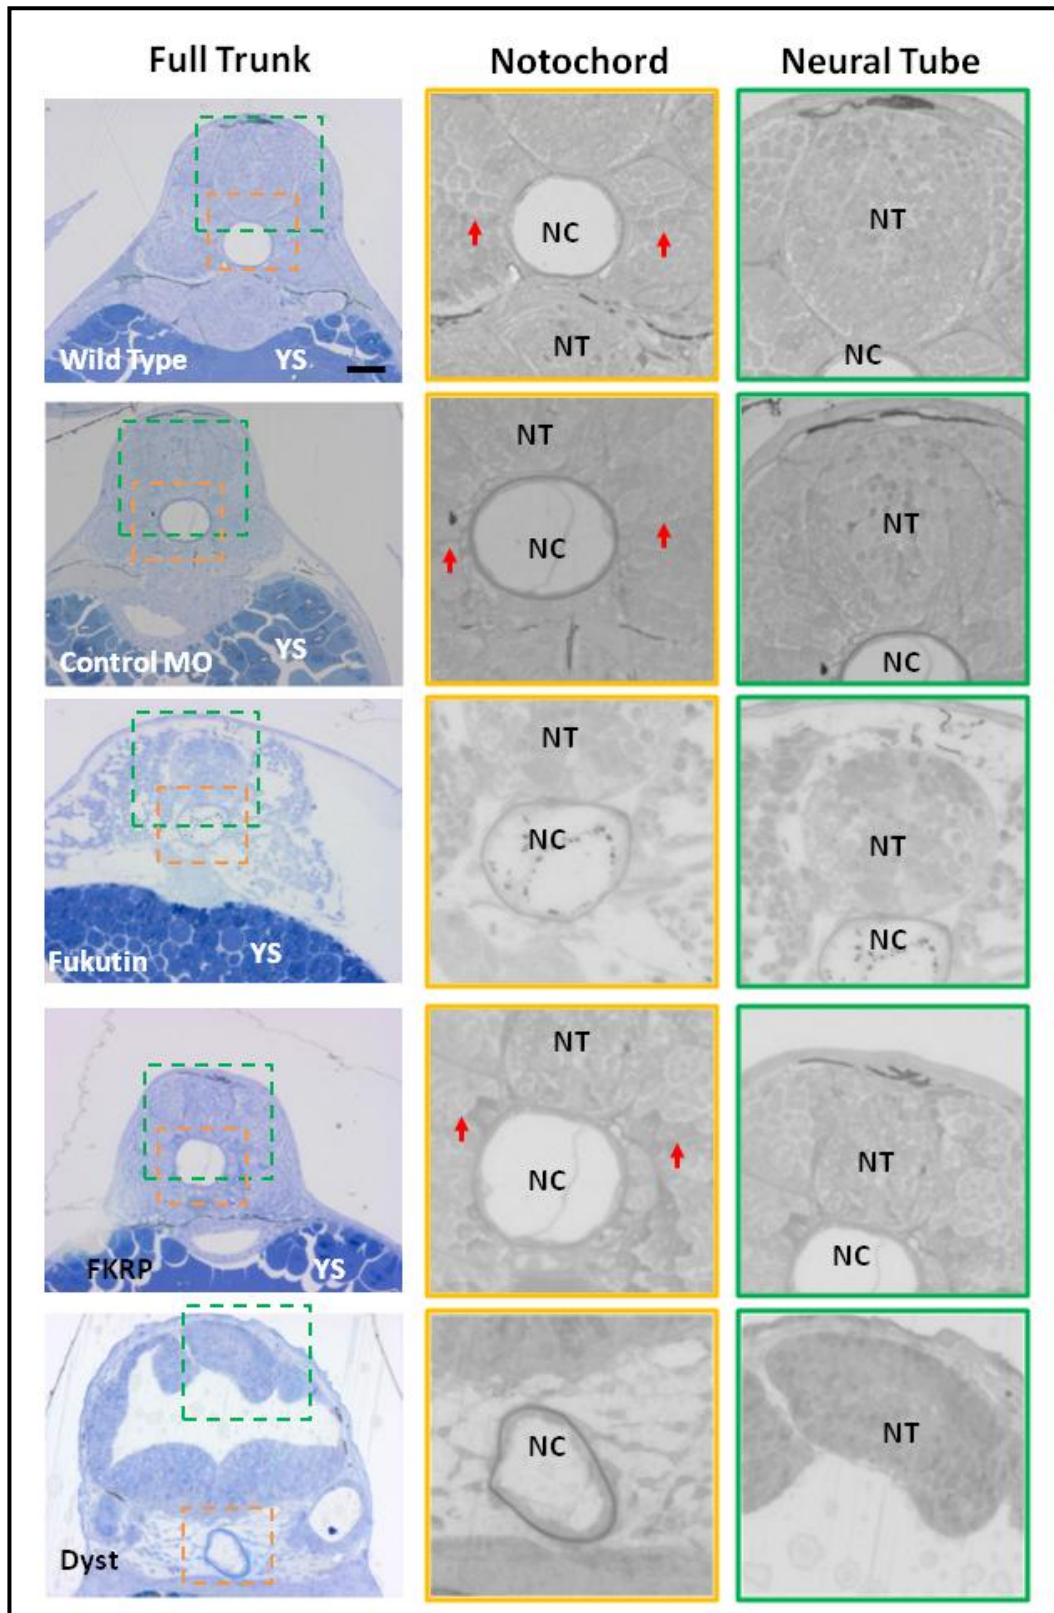 Full Trunk Notochord Neural Tube
Wild Type YS NC NT NT NC
Control MO YS NT NC NT NC
Fukutin YS NT NC NT NC
FKRP YS NT NC NT NC
Dyst NC NT